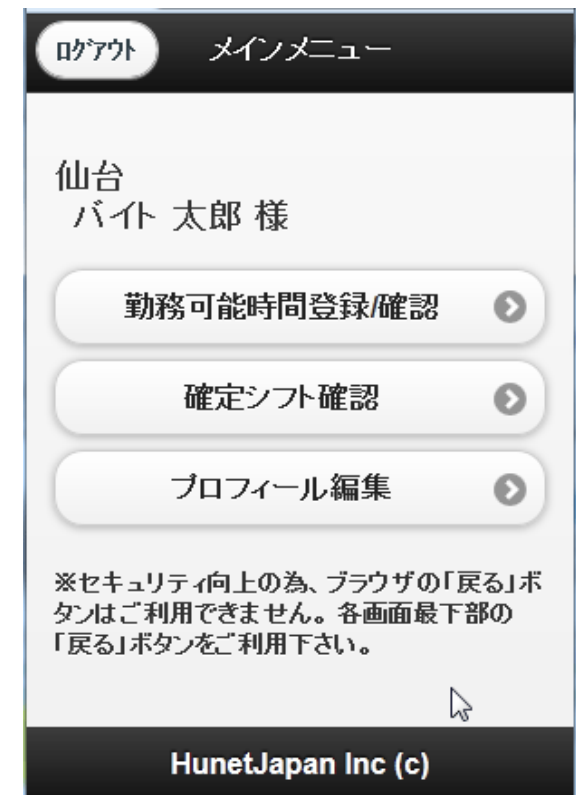 ログアウト
メインメニュー
仙台
バイト 太郎 様
勤務可能時間登録/確認
確定シフト確認
プロフィール編集
※セキュリティ向上の為、ブラウザの「戻る」ボ
タンはご利用できません。各画面最下部の
「戻る」ボタンをご利用下さい。
HunetJapan Inc (c)